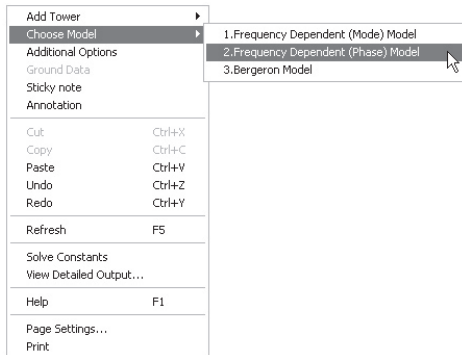 Add Tower
Choose Model
1.Frequency Dependent (Mode) Model
2.Frequency Dependent (Phase) Model
3.Bergeron Model
Additional Options
Ground Data
Sticky note
Annotation
Cut Ctrl+X
Copy Ctrl+C
Paste Ctrl+V
Undo Ctrl+Z
Redo Ctrl+Y
Refresh F5
Solve Constants
View Detailed Output...
Help F1
Page Settings...
Print